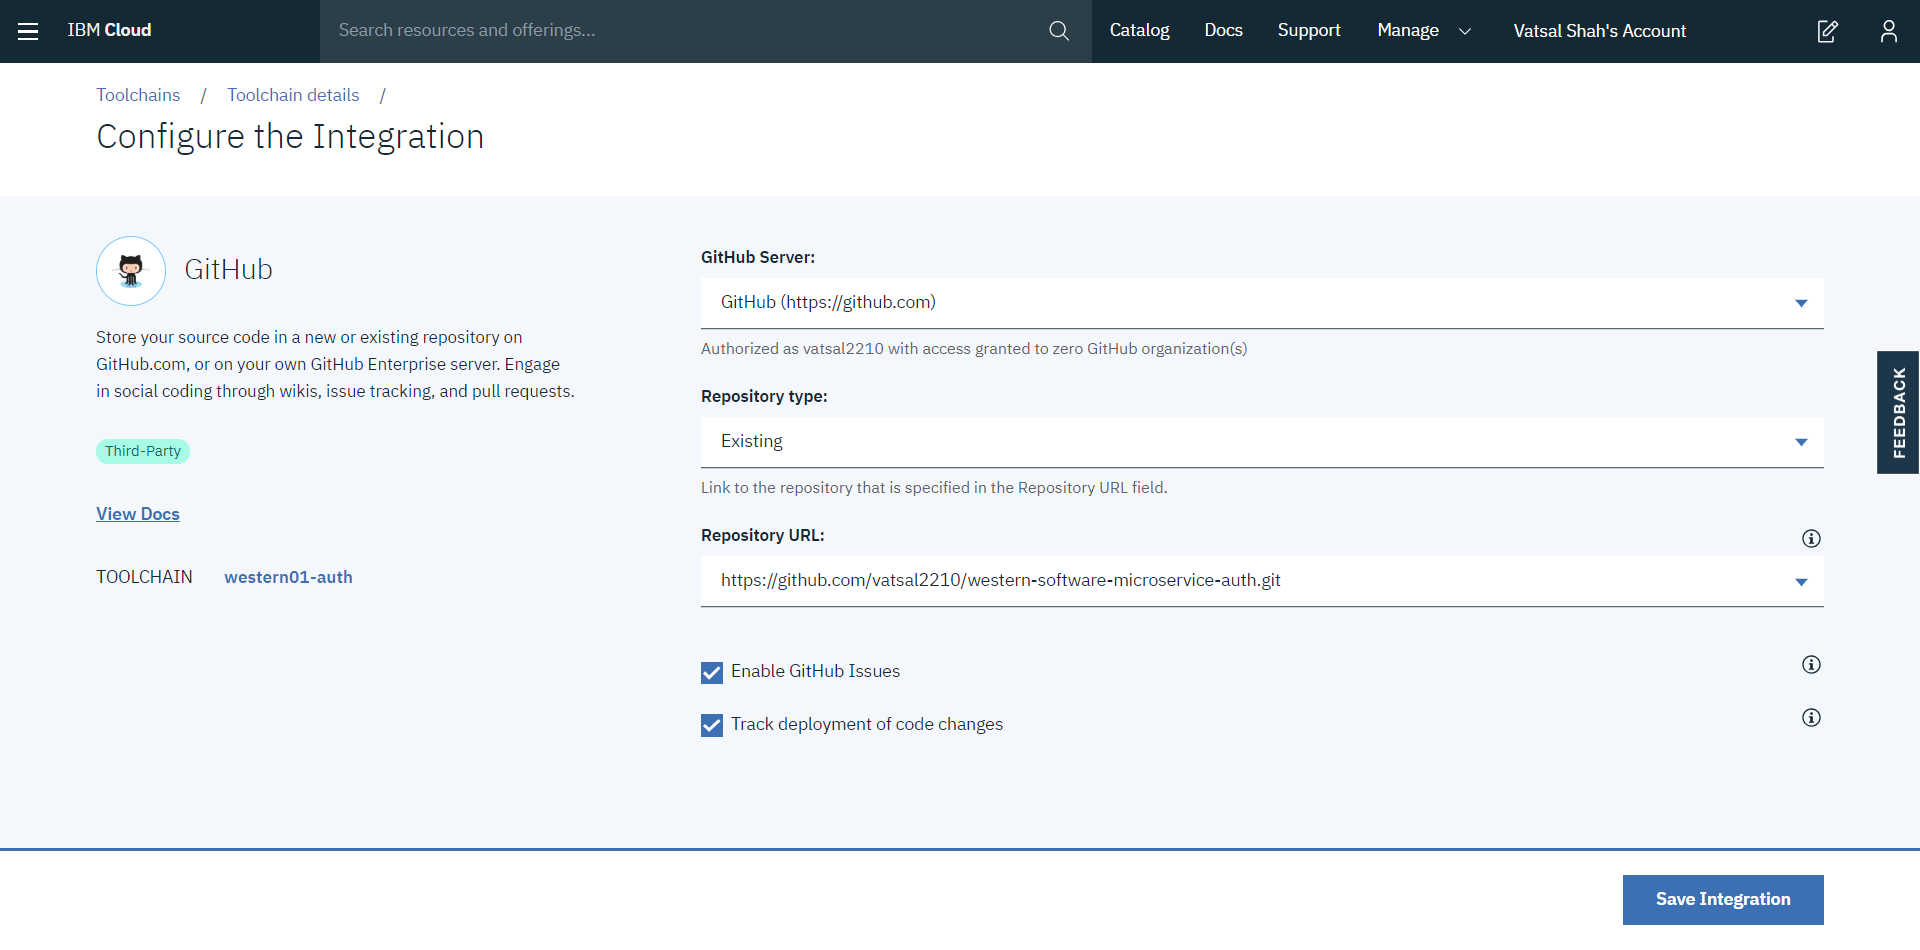 IBM Cloud
Search resources and offerings...
Catalog
Docs
Support
Manage
Vatsal Shah's Account
Toolchains / Toolchain details /
Configure the Integration
GitHub
Store your source code in a new or existing repository on
GitHub.com, or on your own GitHub Enterprise server. Engage
in social coding through wikis, issue tracking, and pull requests.
Third-Party
View Docs
TOOLCHAIN western01-auth
GitHub Server:
GitHub (https://github.com)
Authorized as vatsal2210 with access granted to zero GitHub organization(s)
Repository type:
Existing
Link to the repository that is specified in the Repository URL field.
Repository URL:
https://github.com/vatsal2210/western-software-microservice-auth.git
Enable GitHub Issues
Track deployment of code changes
FEEDBACK
Save Integration